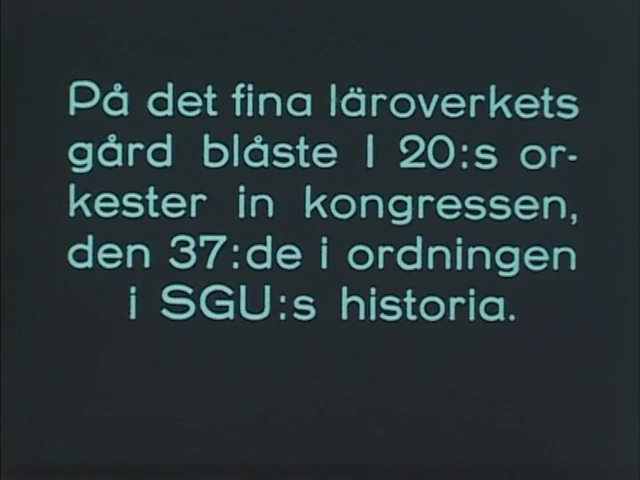 På det fina läroverkets
gård blåste I 20:s or-
kester in kongressen,
den 37:de i ordningen
i SGU:s historia.